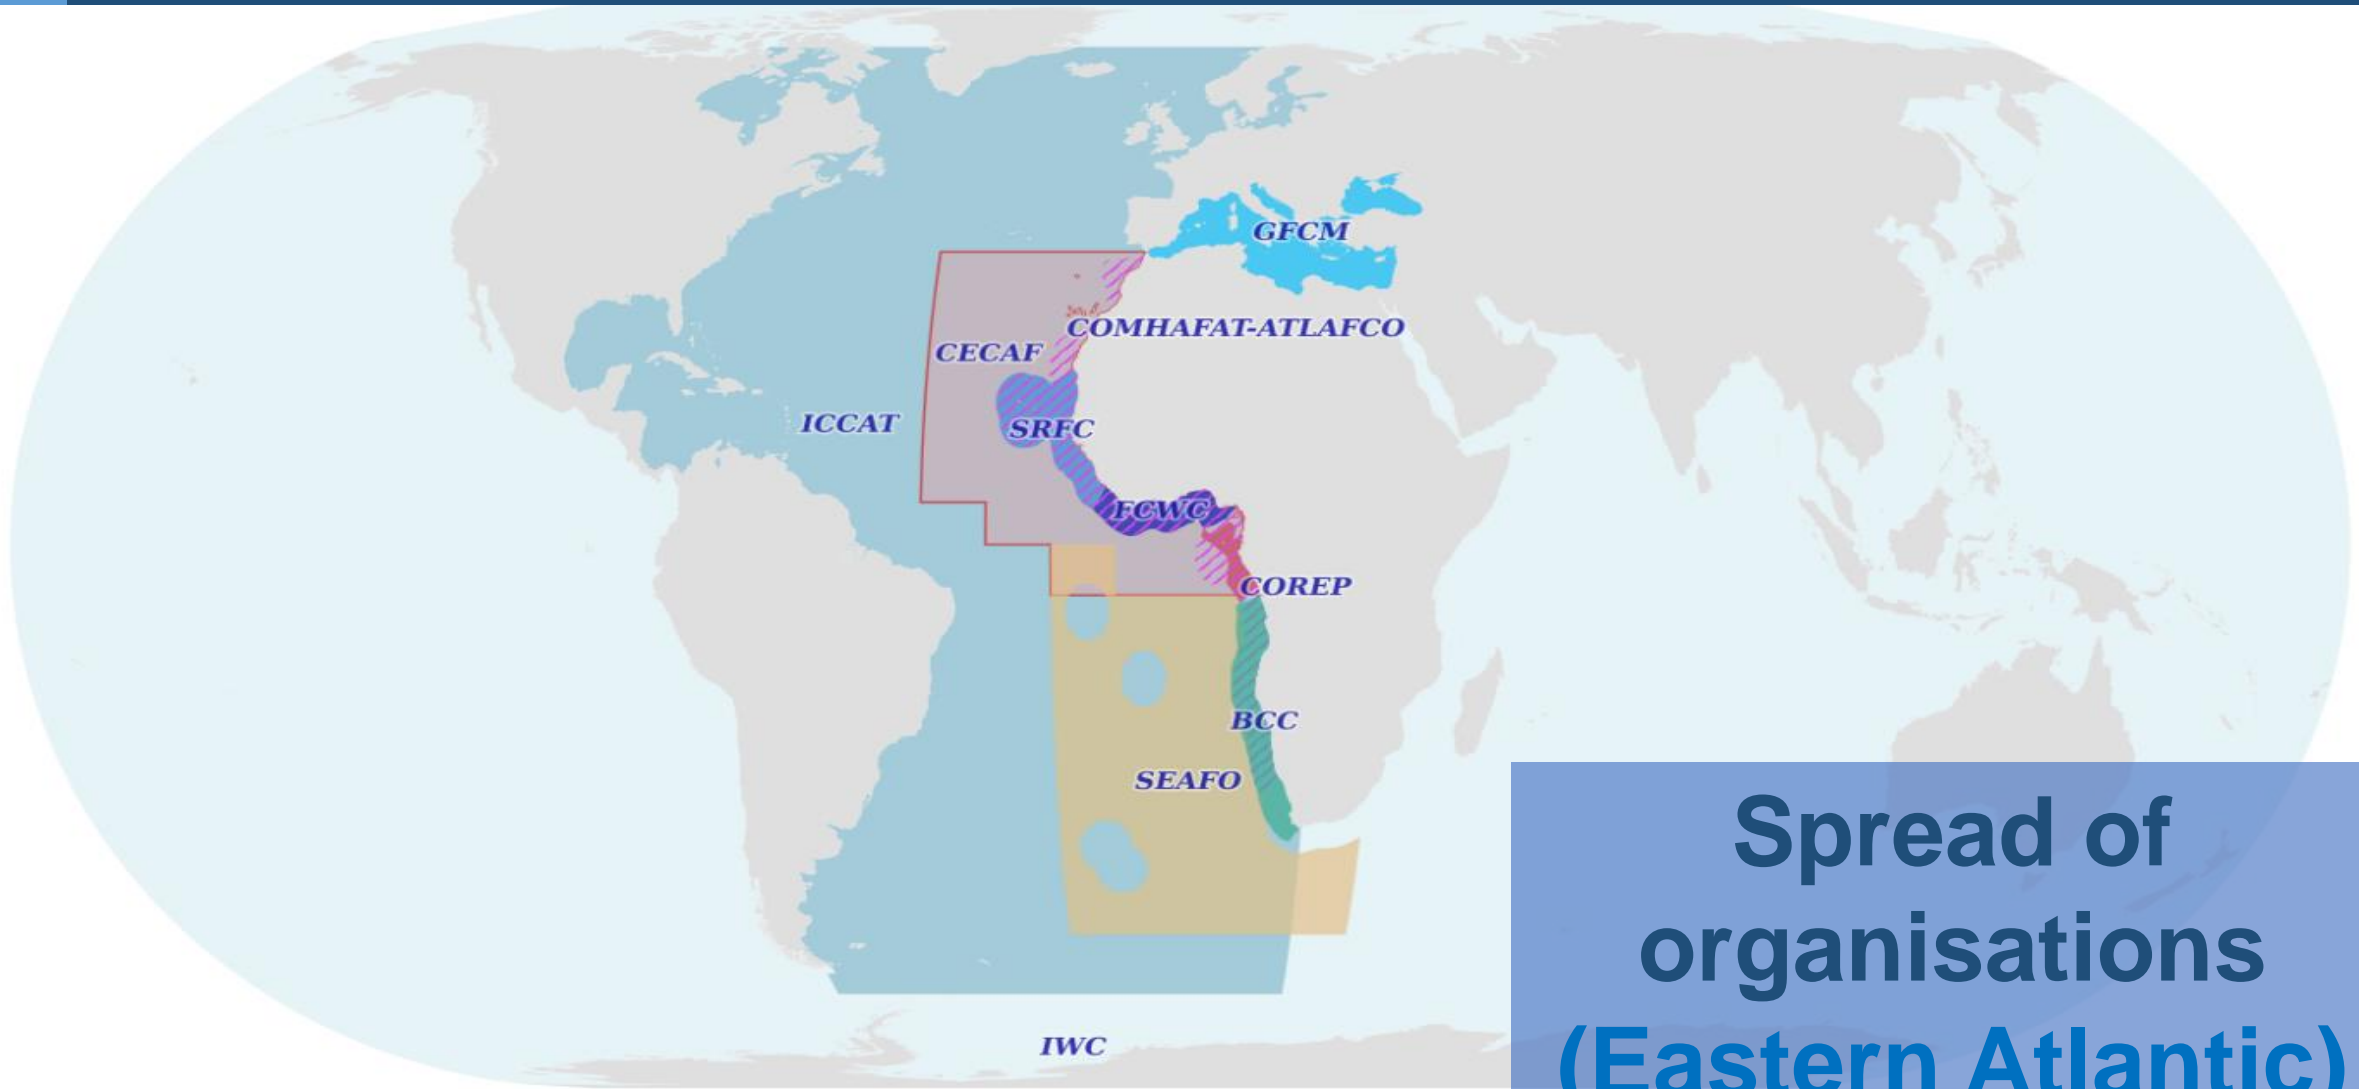 GFCM
COMHAFAT-ATLAFCO
CECAF
ICCAT
SRFC
FCWC
COREP
BCC
SEAFO
IWC
Spread of
organisations
(Eastern Atlantic)